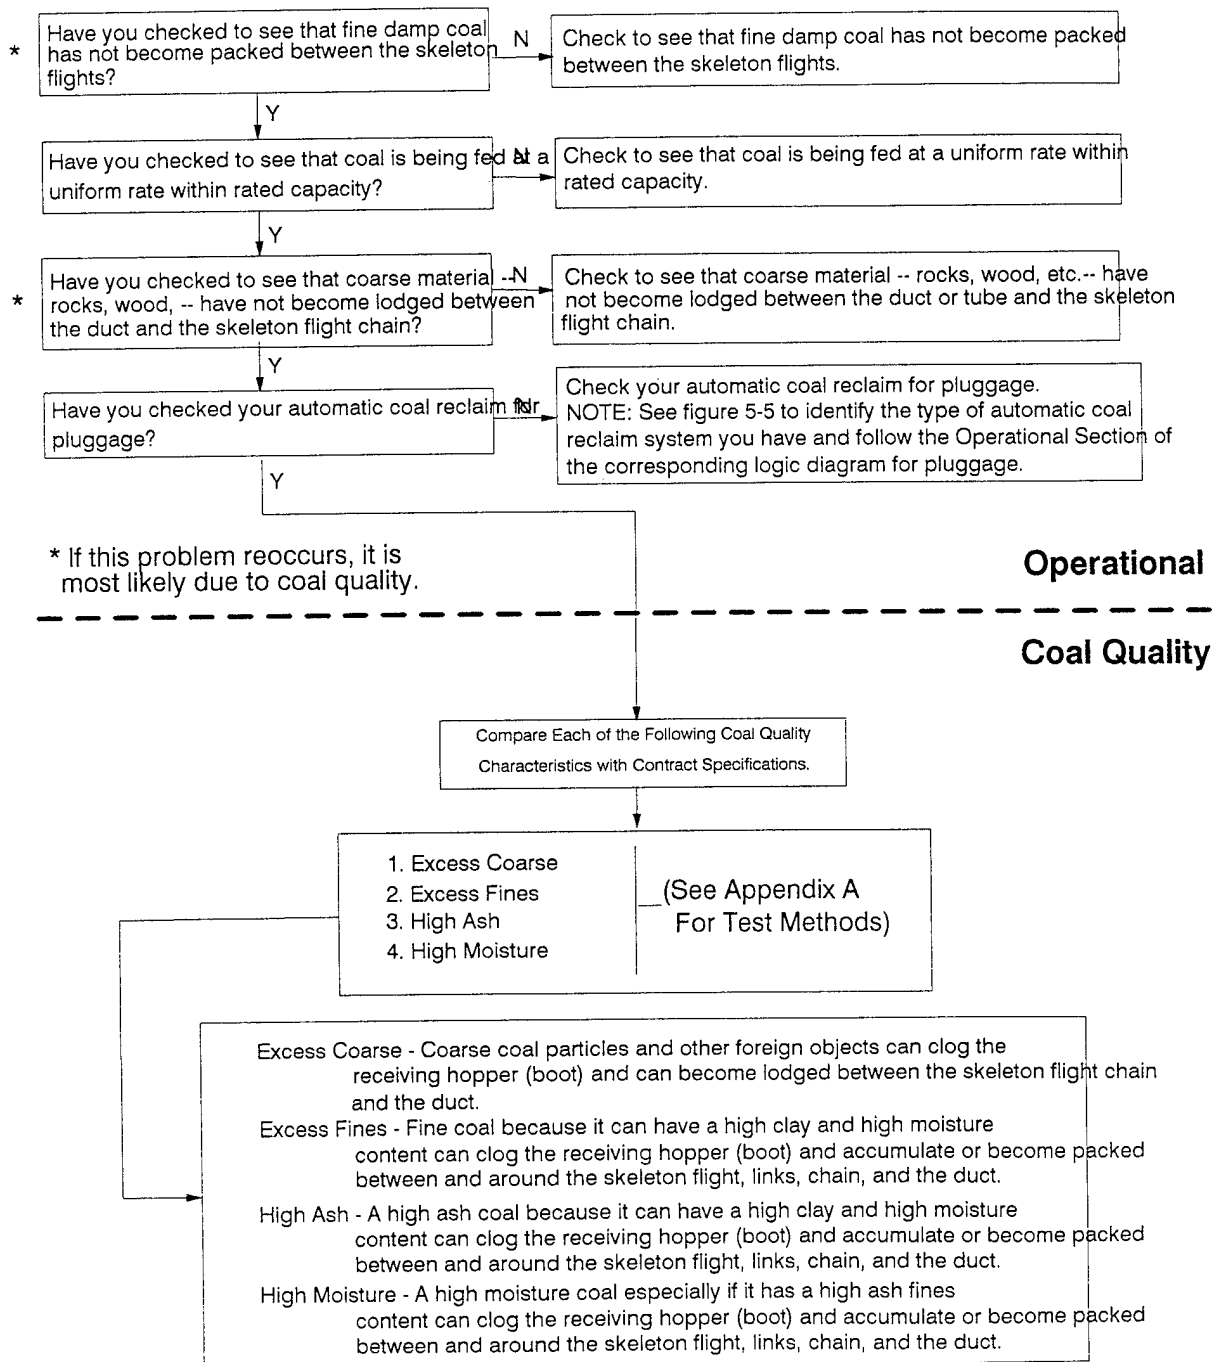 * Have you checked to see that fine damp coal
has not become packed between the skeleton
flights?
N
Check to see that fine damp coal has not become packed
between the skeleton flights.
Y
Have you checked to see that coal is being fed at a
uniform rate within rated capacity?
N
Check to see that coal is being fed at a uniform rate within
rated capacity.
Y
* Have you checked to see that coarse material --
rocks, wood, -- have not become lodged between
the duct and the skeleton flight chain?
N
Check to see that coarse material -- rocks, wood, etc.-- have
not become lodged between the duct or tube and the skeleton
flight chain.
Y
Have you checked your automatic coal reclaim for
pluggage?
N
Check your automatic coal reclaim for pluggage.
NOTE: See figure 5-5 to identify the type of automatic coal
reclaim system you have and follow the Operational Section of
the corresponding logic diagram for pluggage.
Y
* If this problem reoccurs, it is
most likely due to coal quality.
Operational
Coal Quality
Compare Each of the Following Coal Quality
Characteristics with Contract Specifications.
1. Excess Coarse
2. Excess Fines
3. High Ash
4. High Moisture
(See Appendix A
For Test Methods)
Excess Coarse - Coarse coal particles and other foreign objects can clog the
receiving hopper (boot) and can become lodged between the skeleton flight chain
and the duct.
Excess Fines - Fine coal because it can have a high clay and high moisture
content can clog the receiving hopper (boot) and accumulate or become packed
between and around the skeleton flight, links, chain, and the duct.
High Ash - A high ash coal because it can have a high clay and high moisture
content can clog the receiving hopper (boot) and accumulate or become packed
between and around the skeleton flight, links, chain, and the duct.
High Moisture - A high moisture coal especially if it has a high ash fines
content can clog the receiving hopper (boot) and accumulate or become packed
between and around the skeleton flight, links, chain, and the duct.